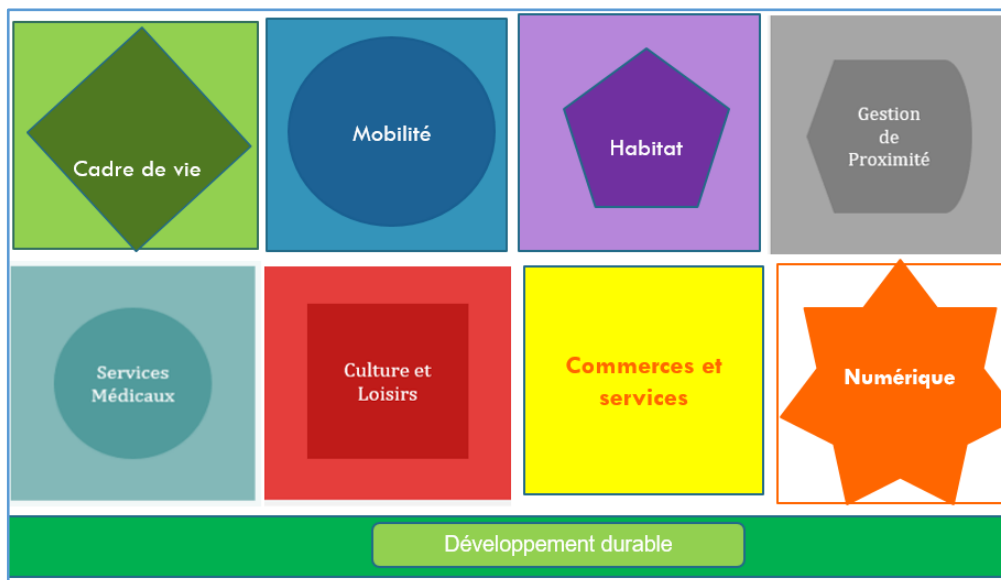 Cadre de vie
Mobilité
Habitat
Gestion
de
Proximité
Services
Médicaux
Culture et
Loisirs
Commerces et
services
Numérique
Développement durable